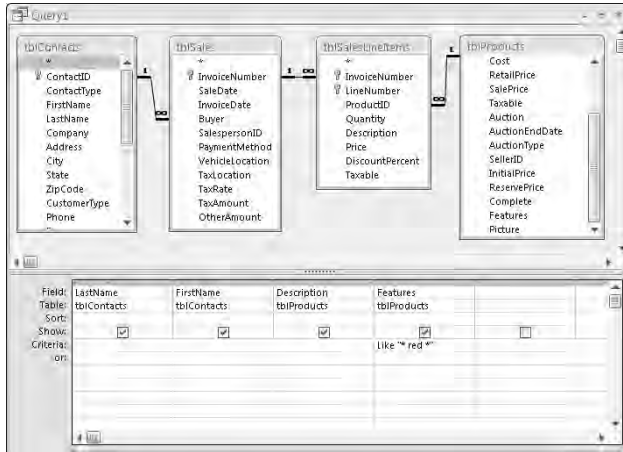 Query1
tblContacts
*
ContactID
ContactType
FirstName
LastName
Company
Address
City
State
ZipCode
CustomerType
Phone
tblSales
*
InvoiceNumber
SaleDate
InvoiceDate
Buyer
SalespersonID
PaymentMethod
VehicleLocation
TaxLocation
TaxRate
TaxAmount
OtherAmount
tblSalesLineItems
*
InvoiceNumber
LineNumber
ProductID
Quantity
Description
Price
DiscountPercent
Taxable
tblProducts
Cost
RetailPrice
SalePrice
Taxable
Auction
AuctionEndDate
AuctionType
SellerID
InitialPrice
ReservePrice
Complete
Features
Picture
1 ∞
1 ∞
1 ∞
Field: LastName FirstName Description Features
Table: tblContacts tblContacts tblProducts tblProducts
Sort:
Show:
Criteria: Like "* red *"
or: